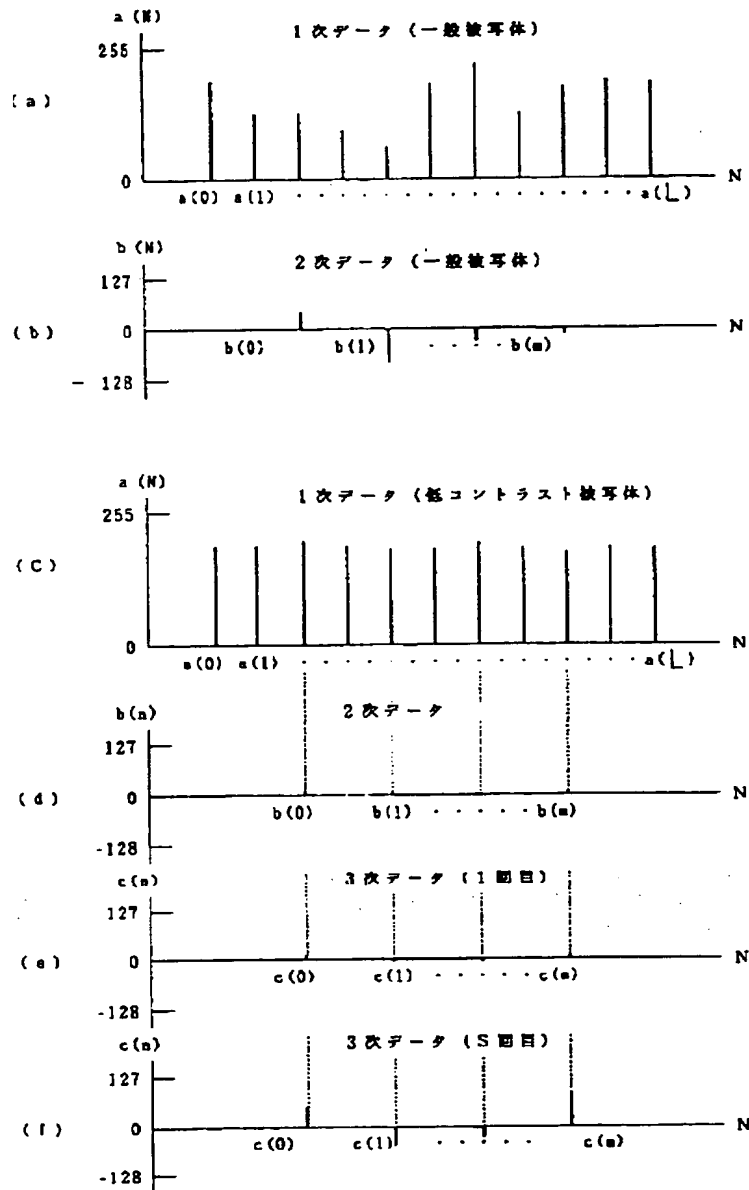 a (N)
1次データ (一般被写体)
255
(a)
0
N
a(0) a(1) · · · · · · · · · · · · · · · · a(L)
b (N)
2次データ (一般被写体)
127
(b)
0
N
b(0) b(1) · · · · b(m)
- 128
a (N)
1次データ (低コントラスト被写体)
255
(C)
0
N
a(0) a(1) · · · · · · · · · · · · · · · · a(L)
b(n)
2次データ
127
(d)
0
N
b(0) b(1) · · · · · b(m)
-128
c(n)
3次データ (1回目)
127
(e)
0
N
c(0) c(1) · · · · · c(m)
-128
c(n)
3次データ (S回目)
127
(f)
0
N
c(0) c(1) · · · · · c(m)
-128